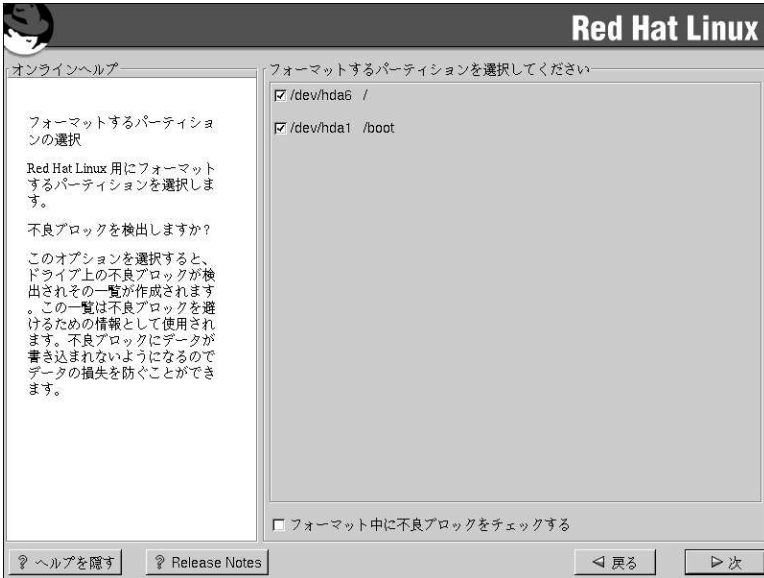 Red Hat Linux
オンラインヘルプ
フォーマットするパーティショ
ンの選択
Red Hat Linux 用にフォーマット
するパーティションを選択しま
す。
不良ブロックを検出しますか?
このオプションを選択すると、
ドライブ上の不良ブロックが検
出されその一覧が作成されます
。この一覧は不良ブロックを避
けるための情報として使用され
ます。不良ブロックにデータが
書き込まれないようになるので
データの損失を防ぐことができ
ます。
フォーマットするパーティションを選択してください
/dev/hda6 /
/dev/hda1 /boot
フォーマット中に不良ブロックをチェックする
? ヘルプを隠す
? Release Notes
戻る
次